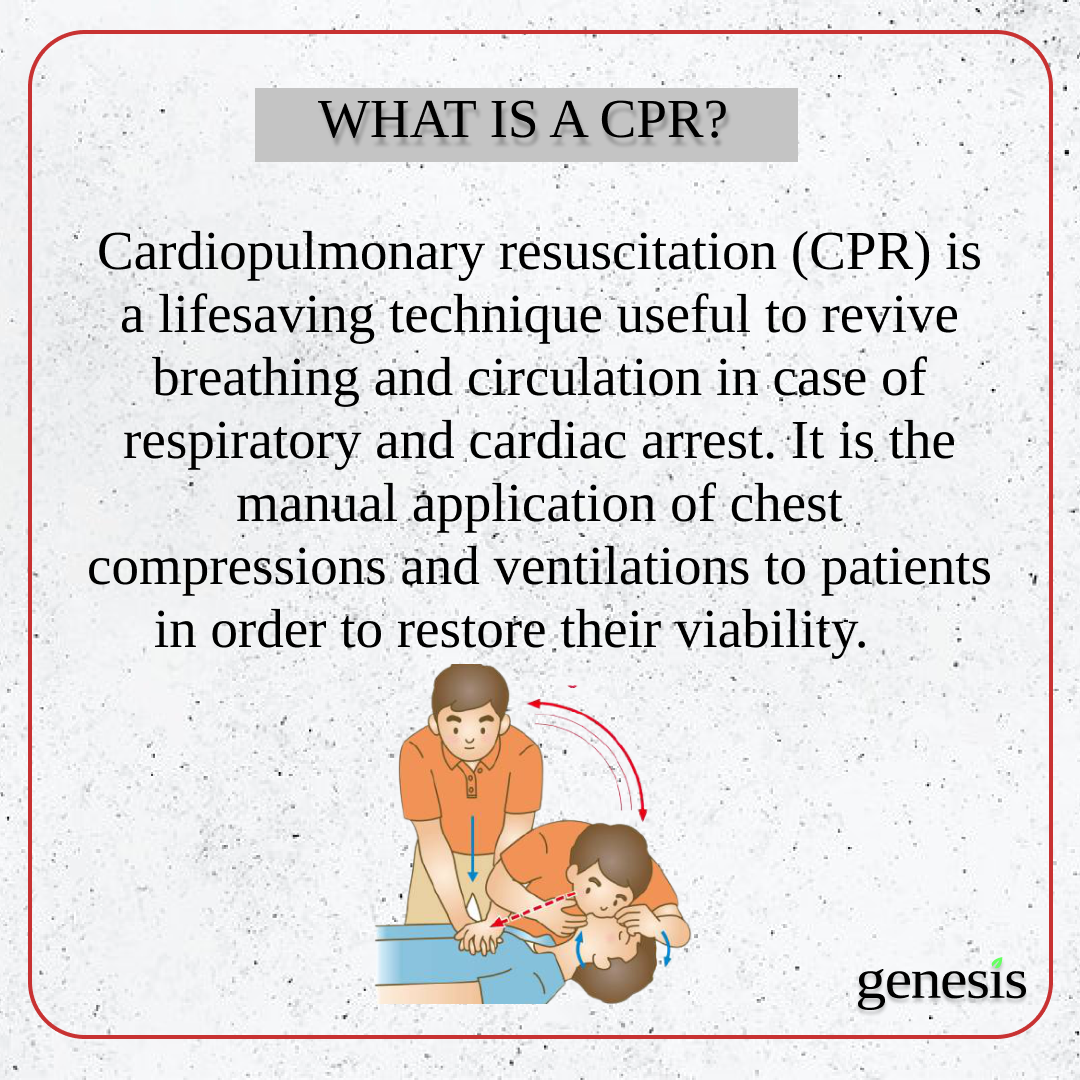 WHAT IS A CPR?
Cardiopulmonary resuscitation (CPR) is
a lifesaving technique useful to revive
breathing and circulation in case of
respiratory and cardiac arrest. It is the
manual application of chest
compressions and ventilations to patients
in order to restore their viability.
genesis